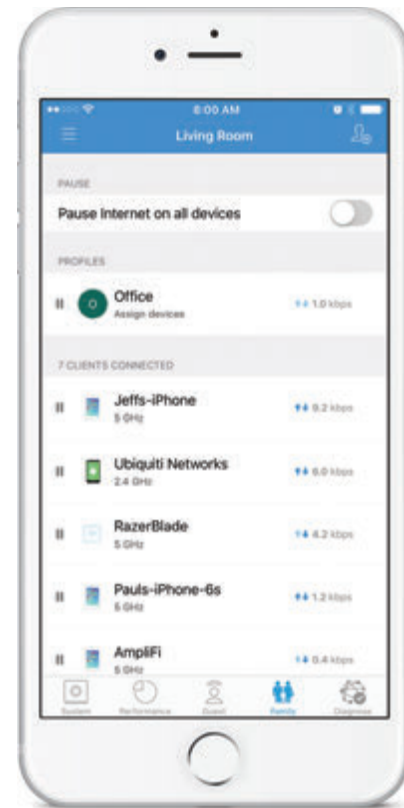 6:00 AM
Living Room
PAUSE
Pause Internet on all devices
PROFILES
Office
Assign devices
1.0 kbps
7 CLIENTS CONNECTED
Jeffs-iPhone
5 GHz
9.2 kbps
Ubiquiti Networks
2.4 GHz
6.0 kbps
RazerBlade
5 GHz
4.2 kbps
Pauls-iPhone-6s
5 GHz
1.2 kbps
AmpliFi
5 GHz
0.4 kbps
System
Performance
Guest
Family
Diagnose